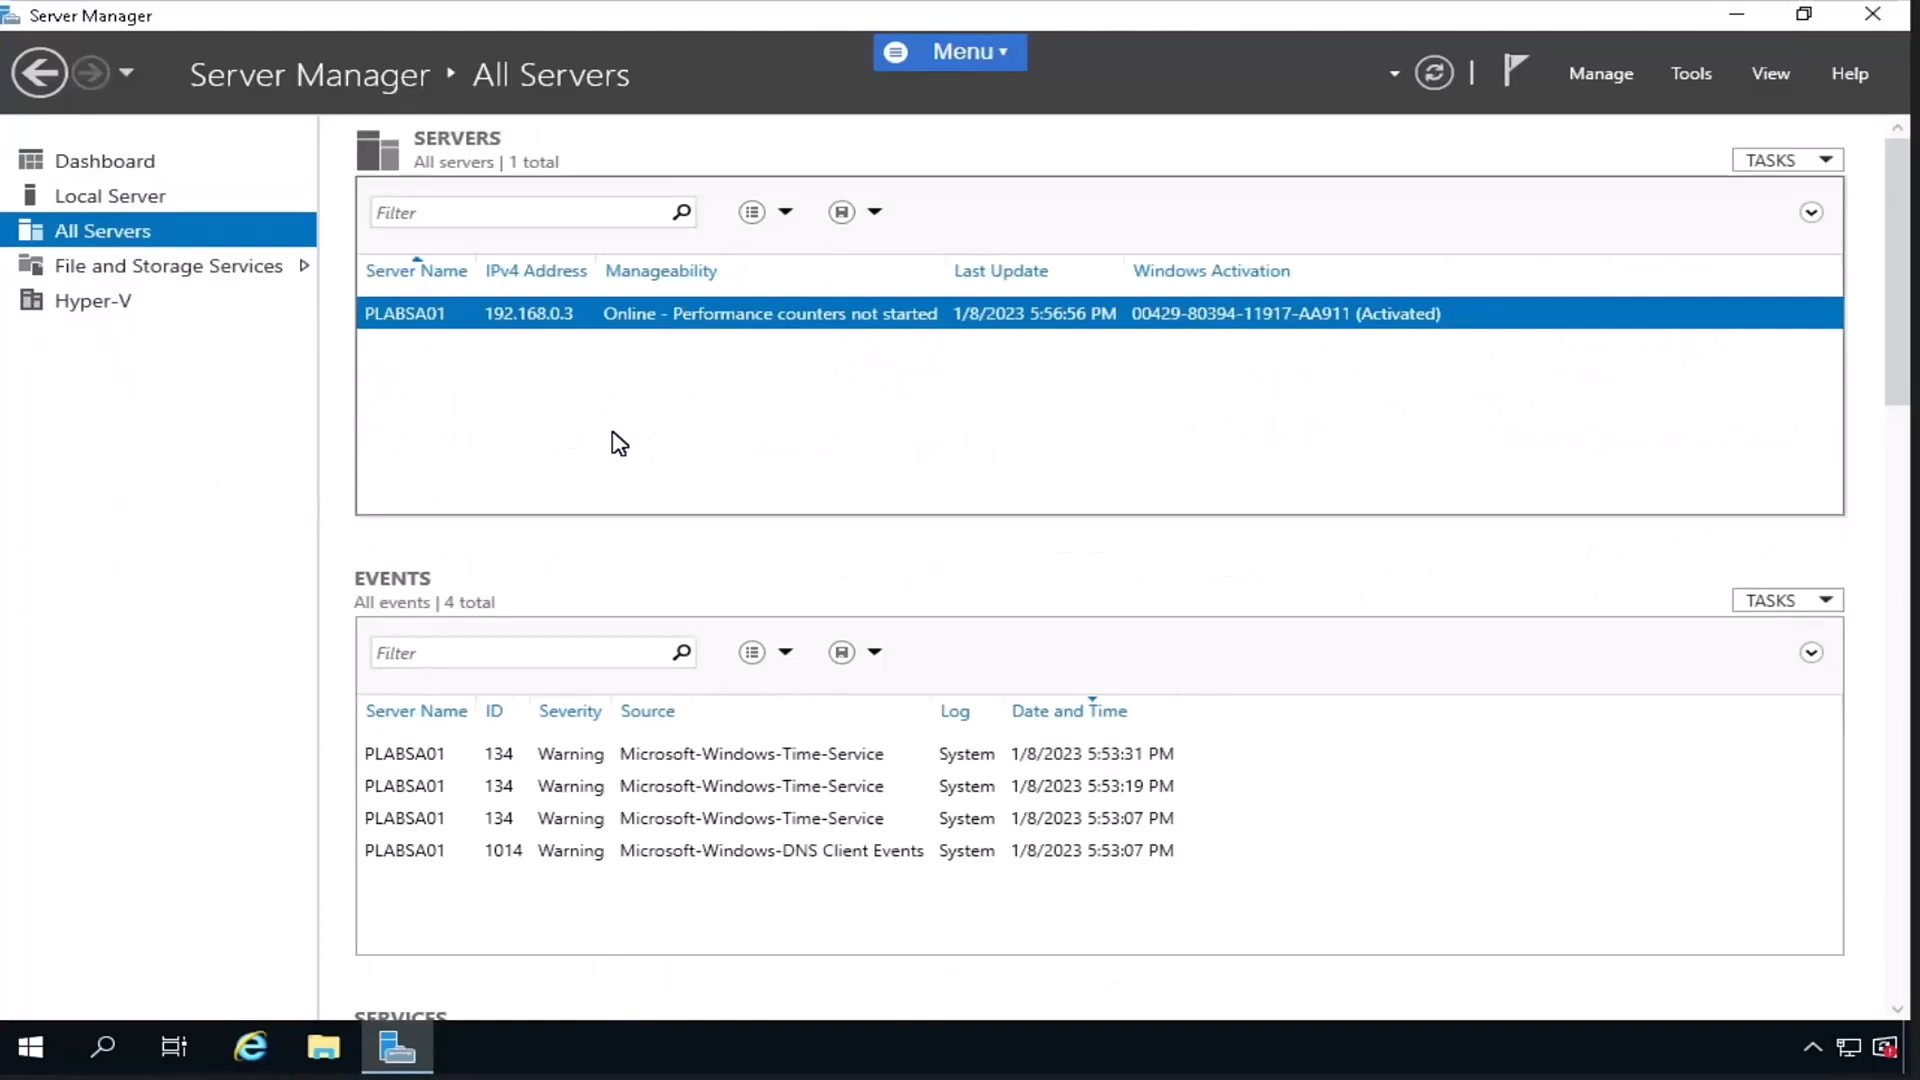 Server Manager
Menu
Server Manager All Servers
Manage Tools View Help
Dashboard
Local Server
All Servers
File and Storage Services
Hyper-V
SERVERS
All servers | 1 total
TASKS
Filter
Server Name IPv4 Address Manageability Last Update Windows Activation
PLABSA01 192.168.0.3 Online - Performance counters not started 1/8/2023 5:56:56 PM 00429-80394-11917-AA911 (Activated)
EVENTS
All events | 4 total
TASKS
Filter
Server Name ID Severity Source Log Date and Time
PLABSA01 134 Warning Microsoft-Windows-Time-Service System 1/8/2023 5:53:31 PM
PLABSA01 134 Warning Microsoft-Windows-Time-Service System 1/8/2023 5:53:19 PM
PLABSA01 134 Warning Microsoft-Windows-Time-Service System 1/8/2023 5:53:07 PM
PLABSA01 1014 Warning Microsoft-Windows-DNS Client Events System 1/8/2023 5:53:07 PM
SERVICES